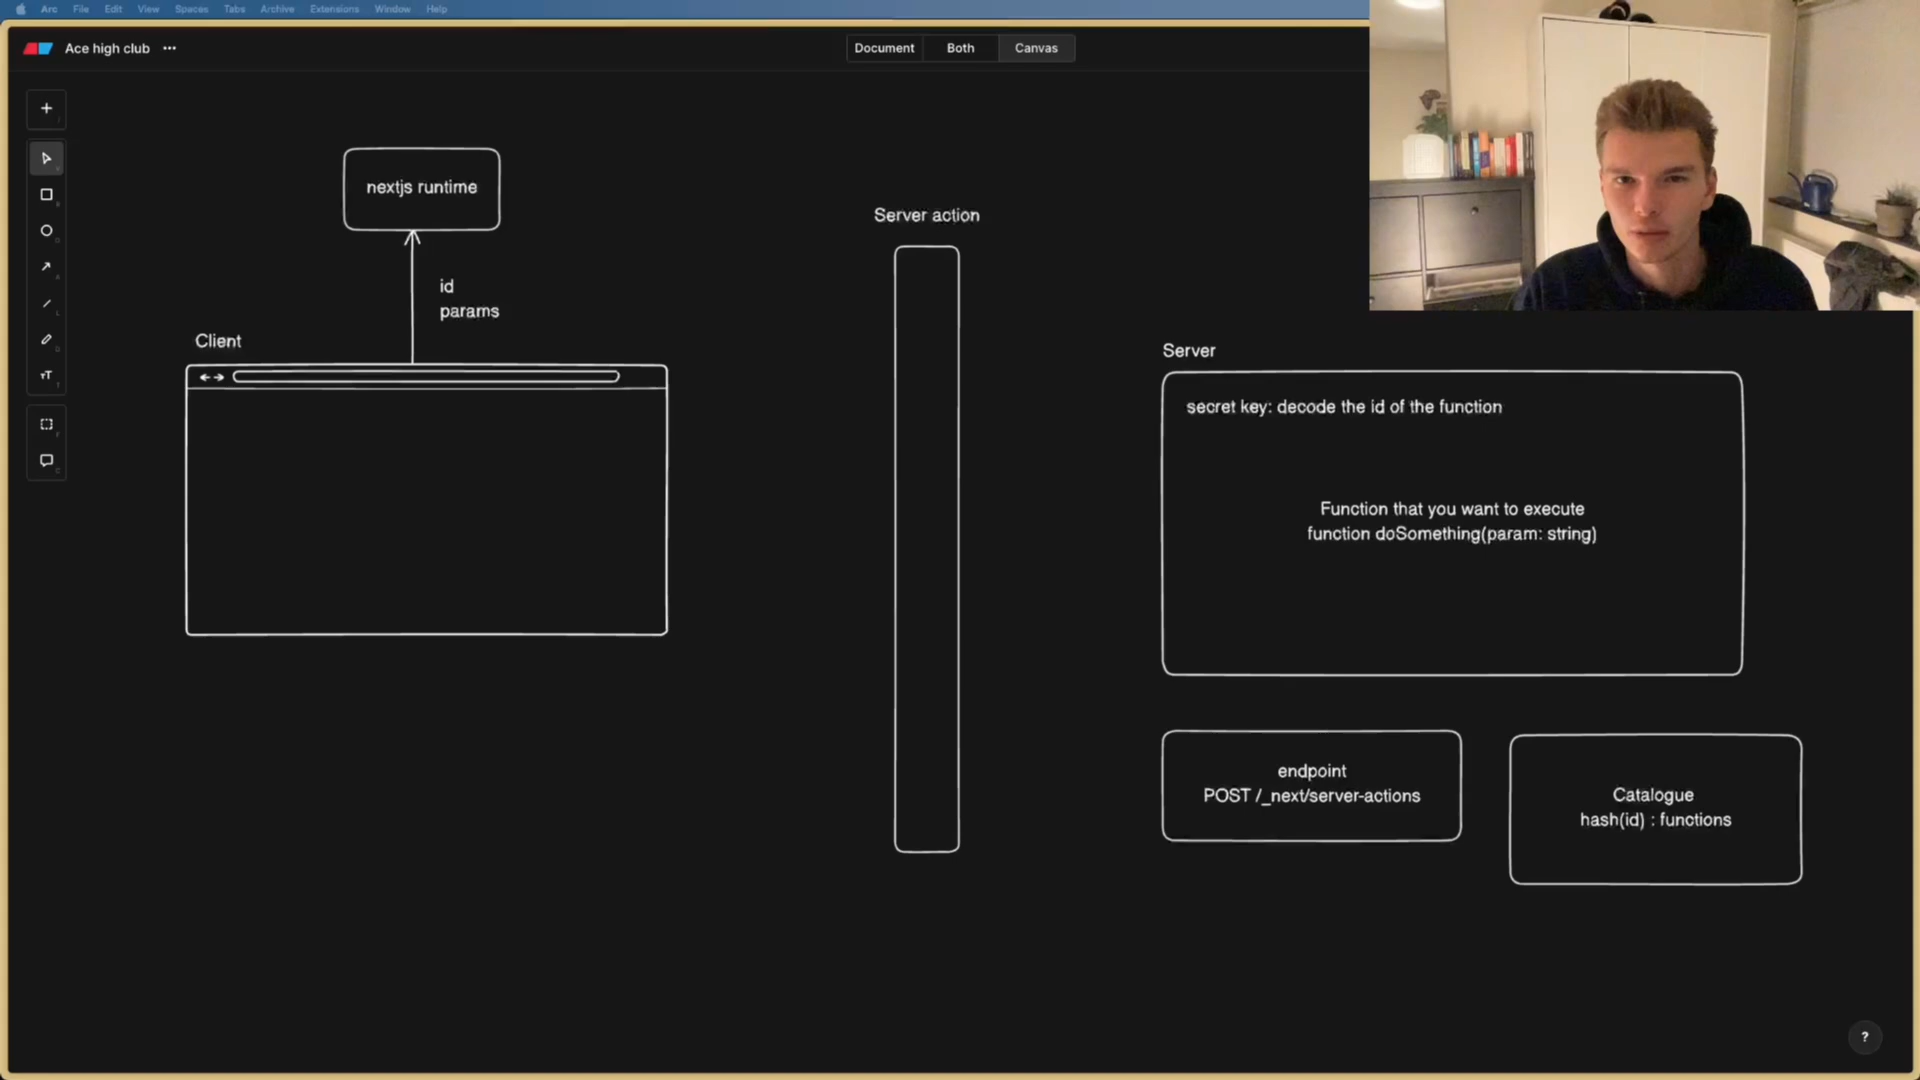 Arc File Edit View Spaces Tabs Archive Extensions Window Help
Ace high club ...
Document Both Canvas
nextjs runtime
Server action
id
params
Client
Server
secret key: decode the id of the function
Function that you want to execute
function doSomething(param: string)
endpoint
POST /_next/server-actions
Catalogue
hash(id) : functions
?